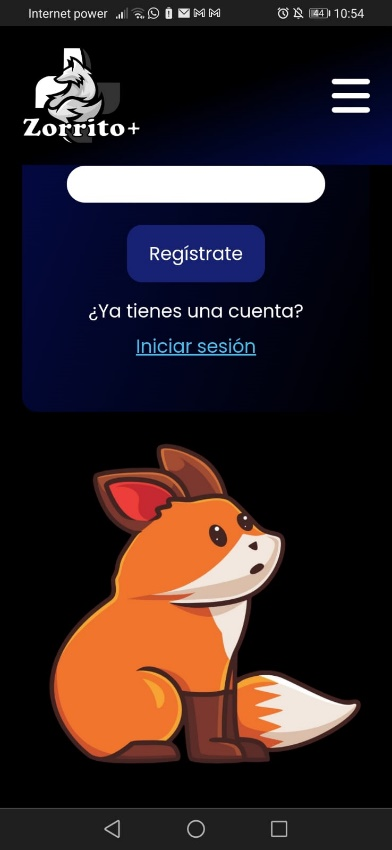 Internet power 44 10:54
Zorrito+
Regístrate
¿Ya tienes una cuenta?
Iniciar sesión